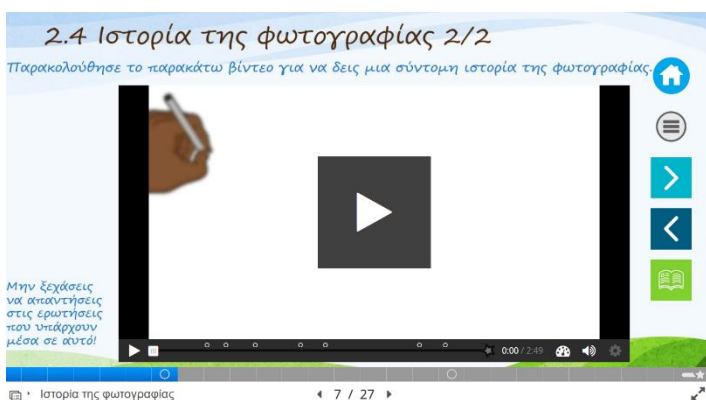 2.4 Ιστορία της φωτογραφίας 2/2
Παρακολούθησε το παρακάτω βίντεο για να δεις μια σύντομη ιστορία της φωτογραφίας.
Μην ξεχάσεις
να απαντήσεις
στις ερωτήσεις
που υπάρχουν
μέσα σε αυτό!
0:00 / 2:49
Ιστορία της φωτογραφίας
7 / 27